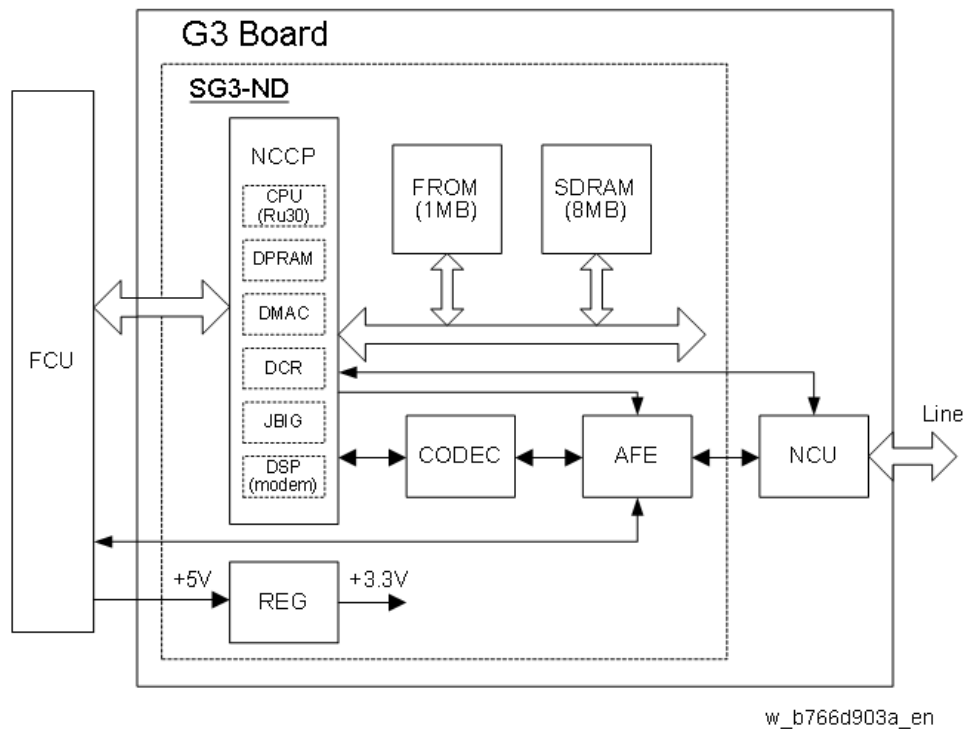 G3 Board
SG3-ND
NCCP
CPU
(Ru30)
DPRAM
DMAC
DCR
JBIG
DSP
(modem)
FROM
(1MB)
SDRAM
(8MB)
FCU
CODEC
AFE
NCU
Line
+5V
REG
+3.3V
w_b766d903a_en